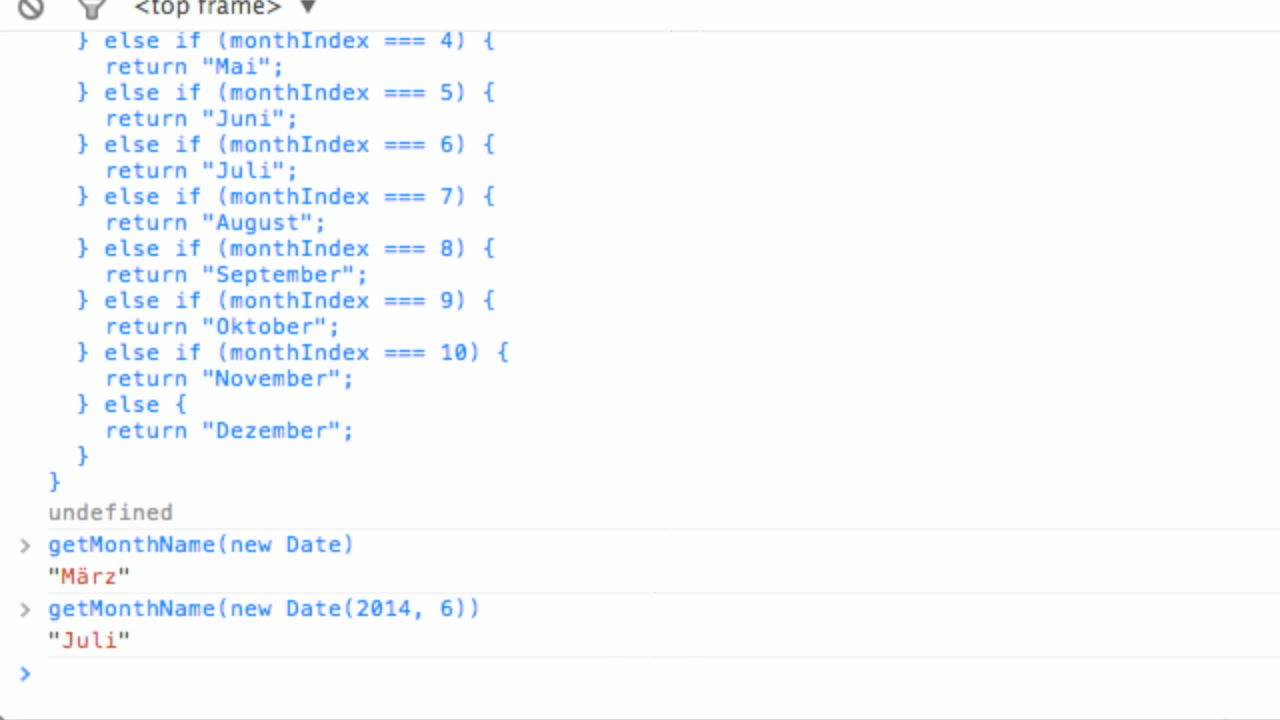 <top frame> ▼
} else if (monthIndex === 4) {
return "Mai";
} else if (monthIndex === 5) {
return "Juni";
} else if (monthIndex === 6) {
return "Juli";
} else if (monthIndex === 7) {
return "August";
} else if (monthIndex === 8) {
return "September";
} else if (monthIndex === 9) {
return "Oktober";
} else if (monthIndex === 10) {
return "November";
} else {
return "Dezember";
}
}
undefined
> getMonthName(new Date)
"März"
> getMonthName(new Date(2014, 6))
"Juli"
>